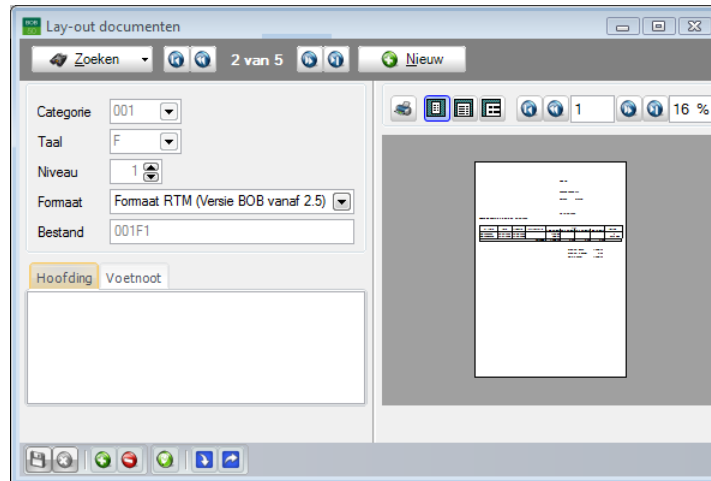 Lay-out documenten
Zoeken 2 van 5 Nieuw
Categorie 001
Taal F
Niveau 1
Formaat Formaat RTM (Versie BOB vanaf 2.5)
Bestand 001F1
Hoofding Voetnoot
1 16 %